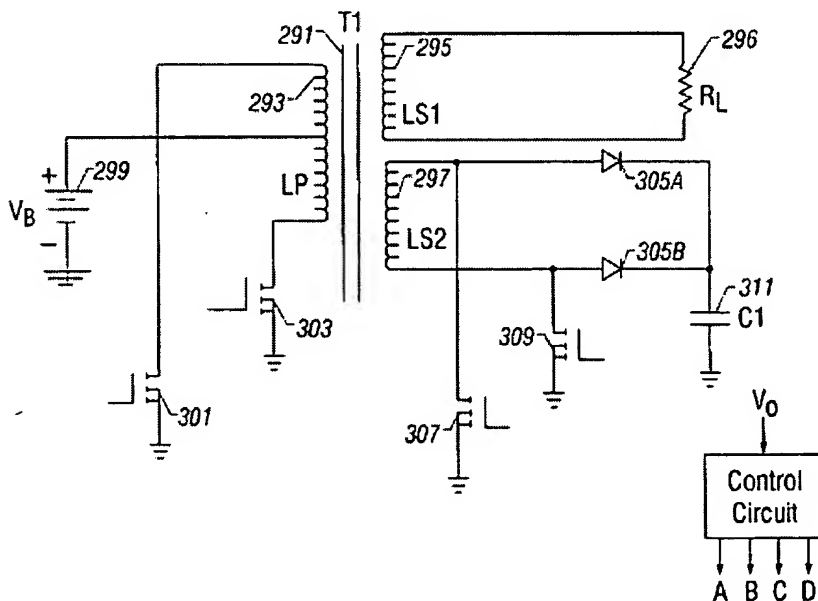 T1
291
295
296
293
LS1
RL
+
299
LP
297
305A
VB
LS2
305B
−
311
303
309
C1
301
307
VO
Control
Circuit
A B C D